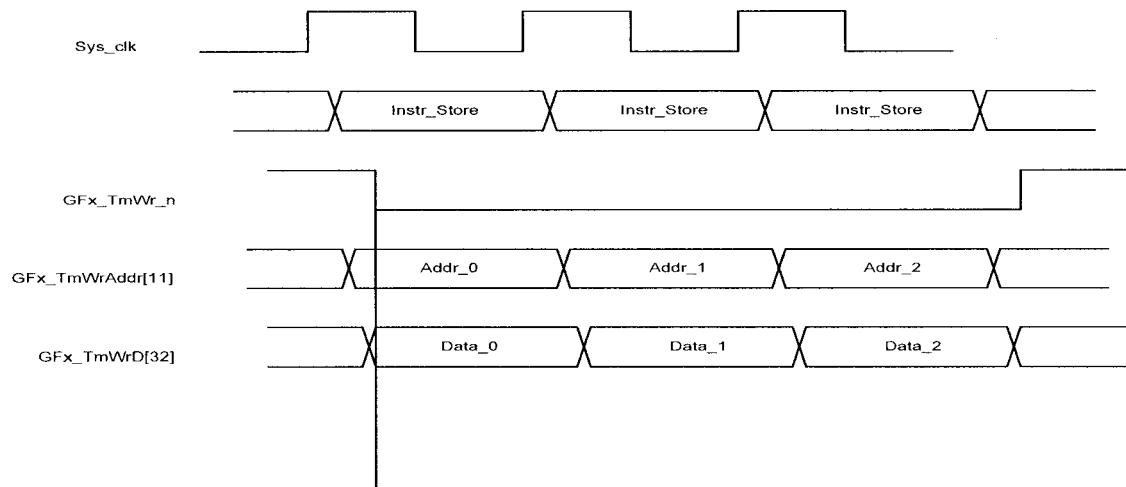 Sys_clk
Instr_Store Instr_Store Instr_Store
GFx_TmWr_n
GFx_TmWrAddr[11] Addr_0 Addr_1 Addr_2
GFx_TmWrD[32] Data_0 Data_1 Data_2